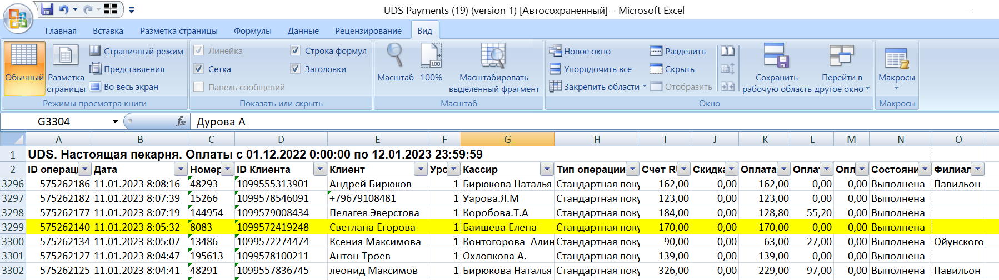 UDS Payments (19) (version 1) [Автосохраненный] - Microsoft Excel
Главная Вставка Разметка страницы Формулы Данные Рецензирование Вид
Обычный Разметка страницы Страничный режим Представления Во весь экран
Режимы просмотра книги
Линейка Строка формул
Сетка Заголовки
Панель сообщений
Показать или скрыть
Масштаб 100% Масштабировать выделенный фрагмент
Масштаб
Новое окно Разделить
Упорядочить все Скрыть
Закрепить области Отобразить
Сохранить рабочую область Перейти в другое окно
Окно
Макросы
Макросы
G3304 fx Дурова А
A B C D E F G H I J K L M N O
1 UDS. Настоящая пекарня. Оплаты с 01.12.2022 0:00:00 по 12.01.2023 23:59:59
2 ID операц Дата Номер ID Клиента Клиент Уро Кассир Тип операции Счет R Скидка Оплата Оплат Опл Состояни Филиал
3296 575262186 11.01.2023 8:08:16 48293 1099555313901 Андрей Бирюков 1 Бирюкова Наталья Стандартная поку 162,00 0,00 162,00 0,00 0,00 Выполнена Павильон
3297 575262182 11.01.2023 8:07:39 15266 1099578546091 +79679108481 1 Уарова.Я.М Стандартная поку 123,00 0,00 123,00 0,00 0,00 Выполнена
3298 575262177 11.01.2023 8:07:19 144954 1099579008434 Пелагея Эверстова 1 Коробова.Т.А Стандартная поку 184,00 0,00 128,80 55,20 0,00 Выполнена
3299 575262140 11.01.2023 8:05:32 8083 1099572419248 Светлана Егорова 1 Баишева Елена Стандартная поку 170,00 0,00 170,00 0,00 0,00 Выполнена
3300 575262134 11.01.2023 8:05:07 13486 1099572274474 Ксения Максимова 1 Контогорова Алин Стандартная поку 90,00 0,00 63,00 27,00 0,00 Выполнена Ойунского
3301 575262127 11.01.2023 8:04:47 195613 1099578100211 Антон Троев 1 Охлопкова А. Стандартная поку 139,00 0,00 139,00 0,00 0,00 Выполнена
3302 575262125 11.01.2023 8:04:41 48291 1099557836745 леонид Максимов 1 Бирюкова Наталья Стандартная поку 326,00 0,00 229,00 97,00 0,00 Выполнена Павильон